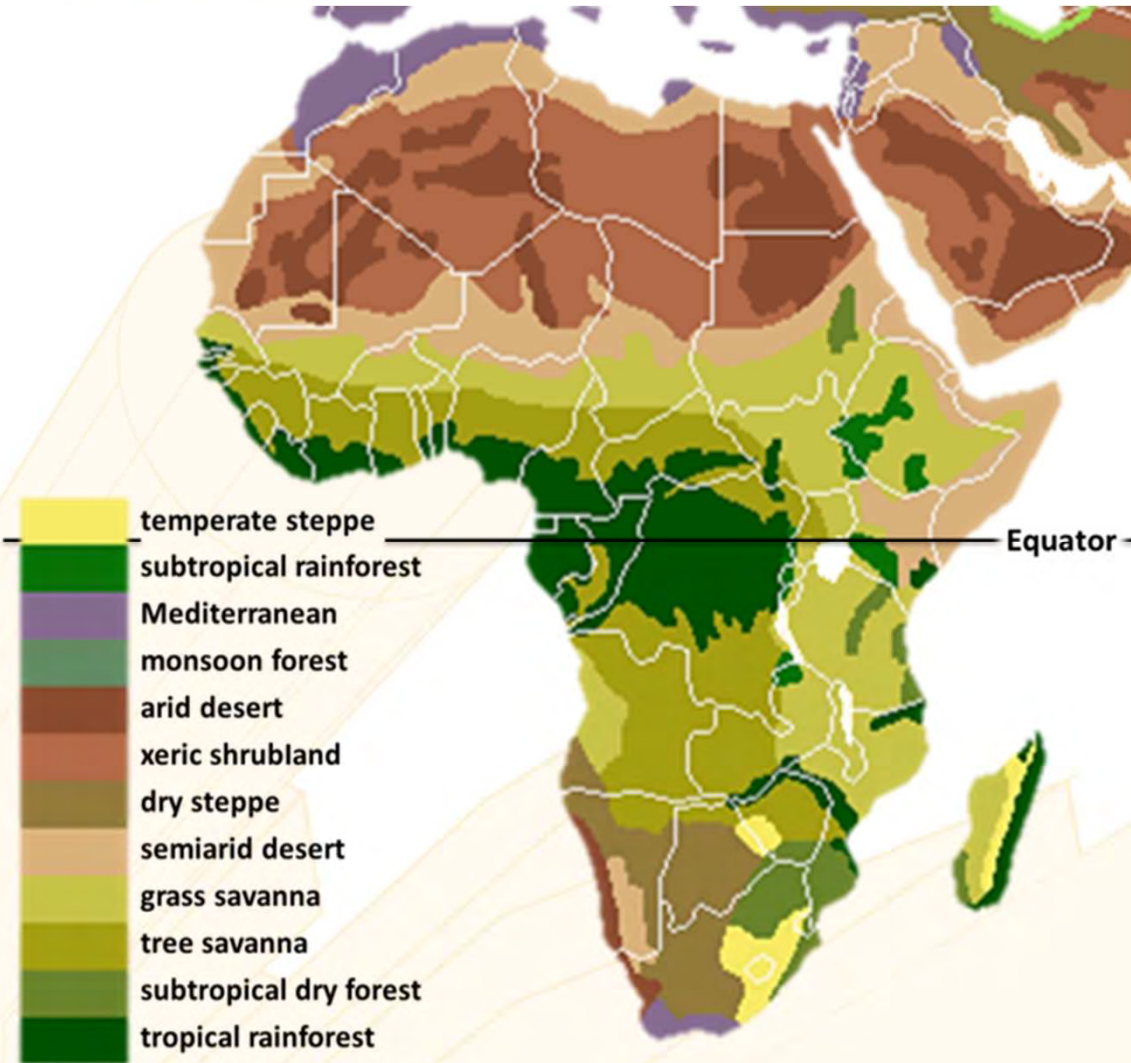 temperate steppe
Equator
subtropical rainforest
Mediterranean
monsoon forest
arid desert
xeric shrubland
dry steppe
semiarid desert
grass savanna
tree savanna
subtropical dry forest
tropical rainforest